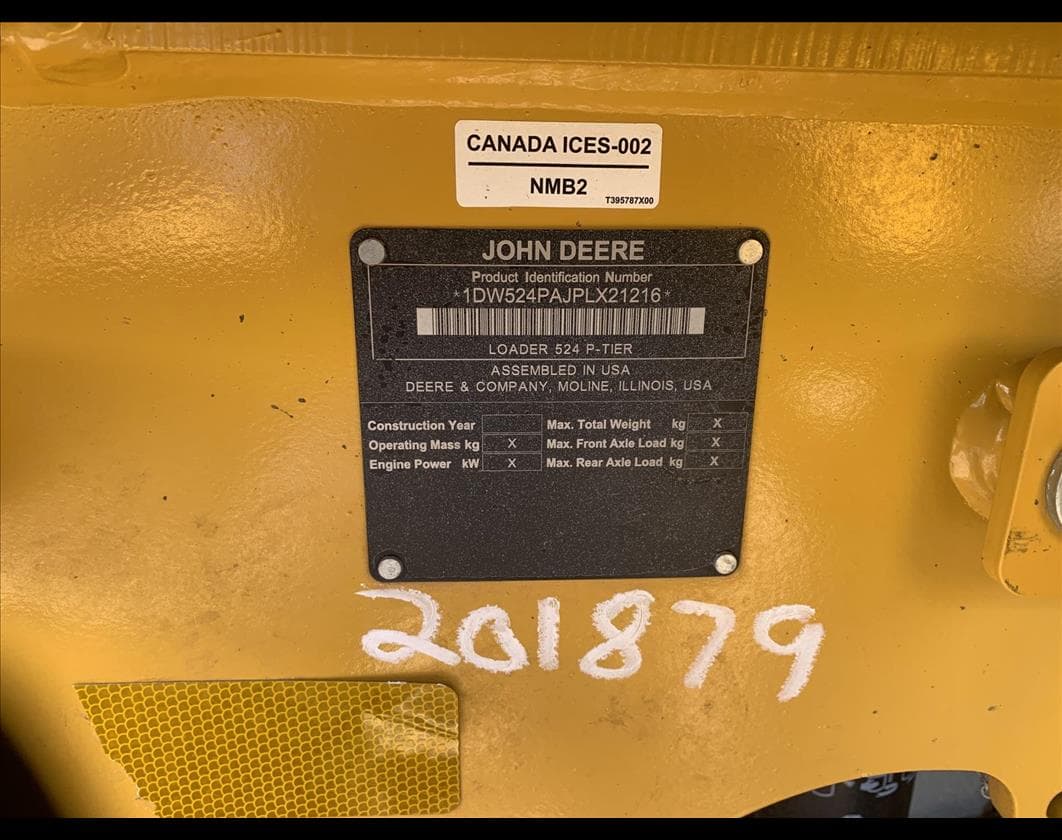 CANADA ICES-002
NMB2
T395787X00
JOHN DEERE
Product Identification Number
*1DW524PAJPLX21216*
LOADER 524 P-TIER
ASSEMBLED IN USA
DEERE & COMPANY, MOLINE, ILLINOIS, USA
Construction Year
Max. Total Weight kg X
Operating Mass kg X
Max. Front Axle Load kg X
Engine Power kW X
Max. Rear Axle Load kg X
201879